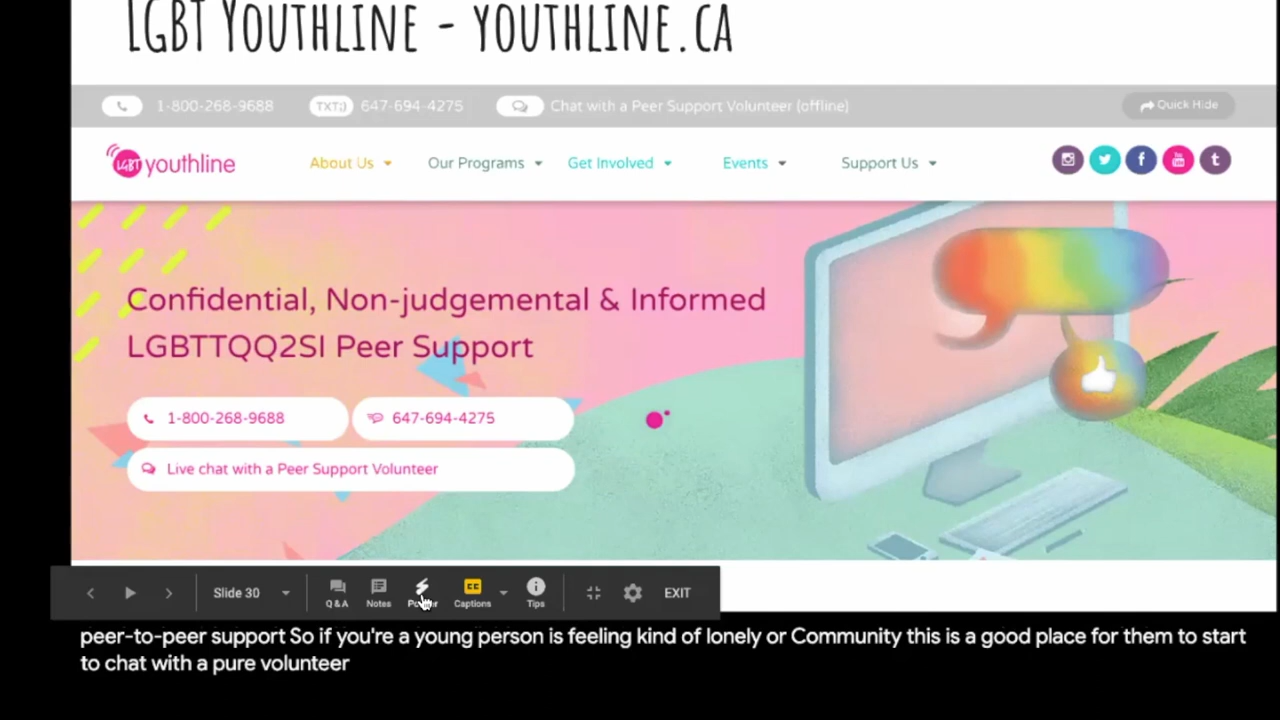 LGBT Youthline - youthline.ca
1-800-268-9688 TXT:) 647-694-4275 Chat with a Peer Support Volunteer (offline) Quick Hide
LGBT youthline About Us Our Programs Get Involved Events Support Us
Confidential, Non-judgemental & Informed
LGBTTQQ2SI Peer Support
1-800-268-9688 647-694-4275
Live chat with a Peer Support Volunteer
Slide 30 Q&A Notes Captions Tips EXIT
peer-to-peer support So if you're a young person is feeling kind of lonely or Community this is a good place for them to start
to chat with a pure volunteer